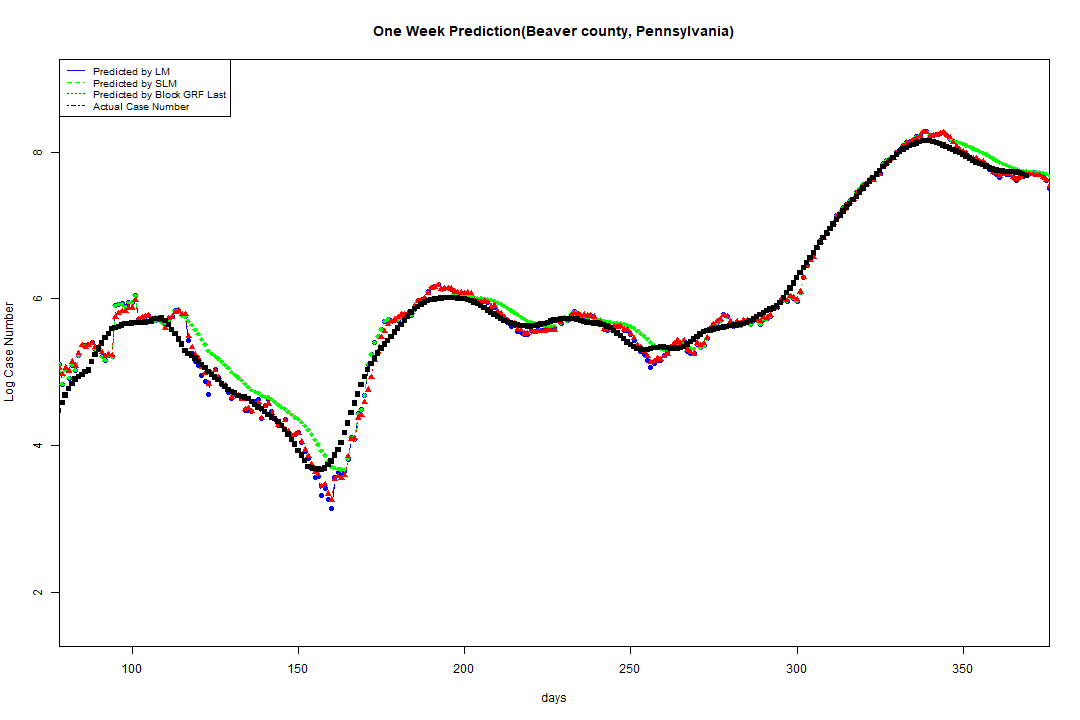 One Week Prediction(Beaver county, Pennsylvania)
Predicted by LM
Predicted by SLM
Predicted by Block GRF Last
Actual Case Number
8
6
4
2
Log Case Number
100 150 200 250 300 350
days